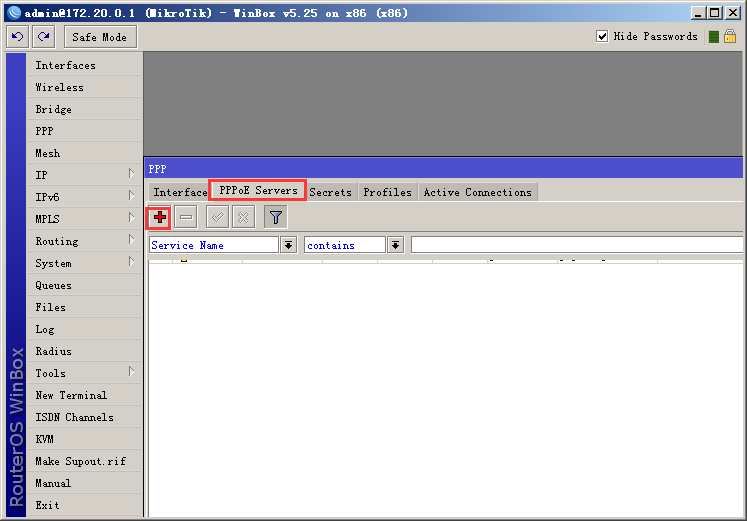 admin@172.20.0.1 (MikroTik) - WinBox v5.25 on x86 (x86)
Safe Mode
Hide Passwords
Interfaces
Wireless
Bridge
PPP
Mesh
IP
IPv6
MPLS
Routing
System
Queues
Files
Log
Radius
Tools
New Terminal
ISDN Channels
KVM
Make Supout.rif
Manual
Exit
RouterOS WinBox
PPP
Interface PPPoE Servers Secrets Profiles Active Connections
Service Name contains